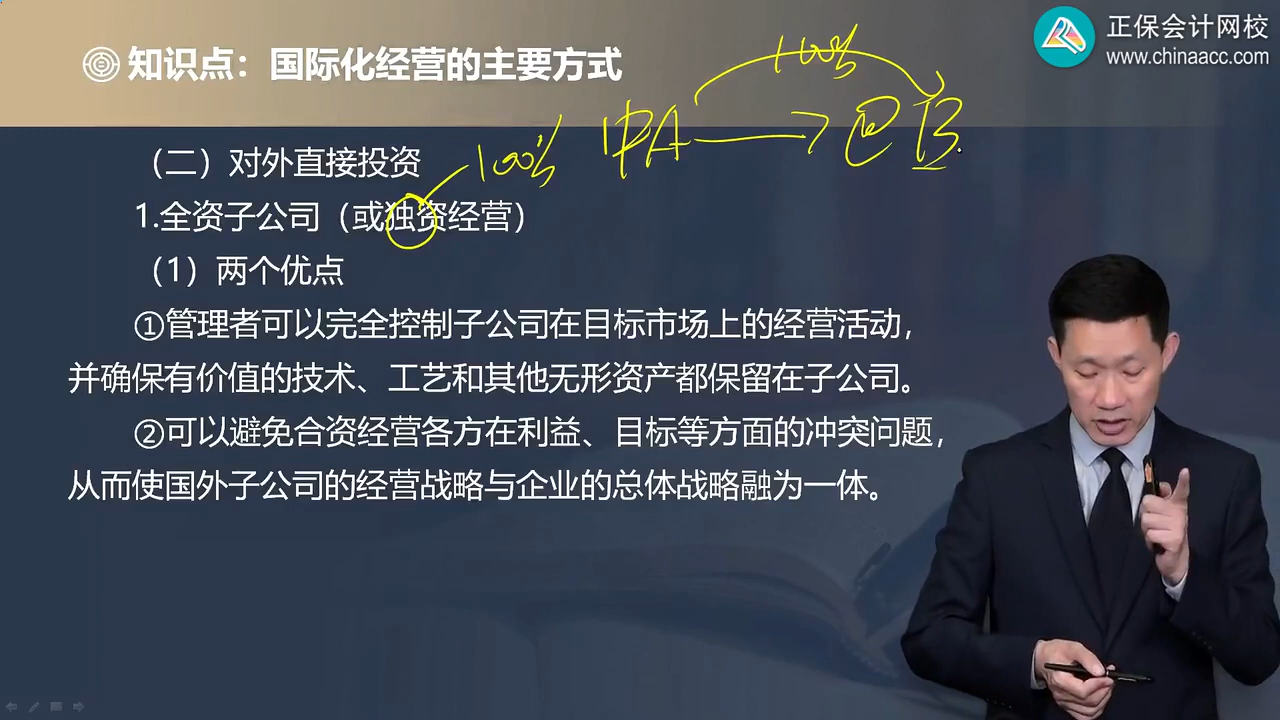 知识点：国际化经营的主要方式
正保会计网校
www.chinaacc.com
100%
中A → 巴B
100%
（二）对外直接投资
1.全资子公司（或独资经营）
（1）两个优点
①管理者可以完全控制子公司在目标市场上的经营活动，
并确保有价值的技术、工艺和其他无形资产都保留在子公司。
②可以避免合资经营各方在利益、目标等方面的冲突问题，
从而使国外子公司的经营战略与企业的总体战略融为一体。